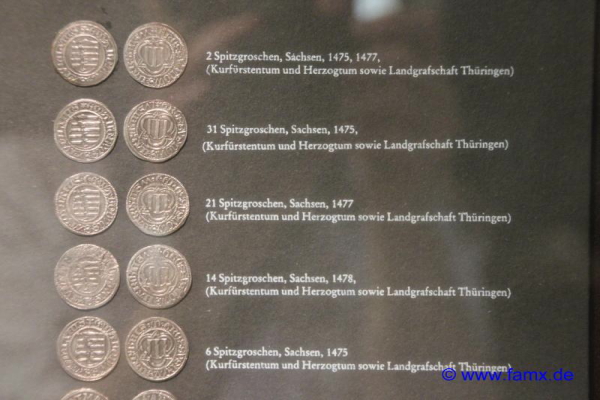 2 Spitzgroschen, Sachsen, 1475, 1477,
(Kurfürstentum und Herzogtum sowie Landgrafschaft Thüringen)
31 Spitzgroschen, Sachsen, 1475,
(Kurfürstentum und Herzogtum sowie Landgrafschaft Thüringen)
21 Spitzgroschen, Sachsen, 1477
(Kurfürstentum und Herzogtum sowie Landgrafschaft Thüringen)
14 Spitzgroschen, Sachsen, 1478,
(Kurfürstentum und Herzogtum sowie Landgrafschaft Thüringen)
6 Spitzgroschen, Sachsen, 1475
(Kurfürstentum und Herzogtum sowie Landgrafschaft Thüringen)
© www.famx.de